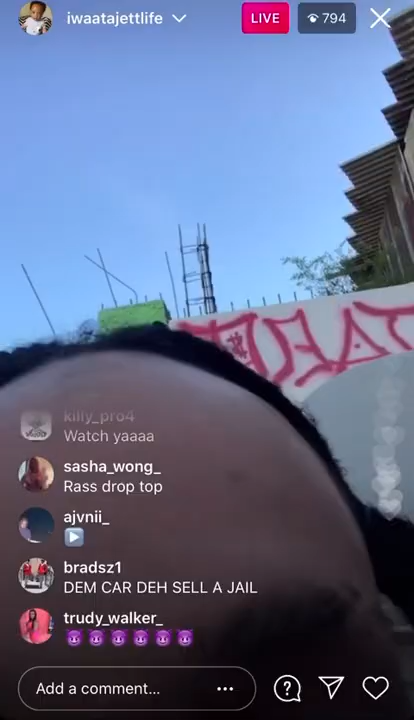 iwaatajettlife
LIVE
794
killy_pro4
Watch yaaaa
sasha_wong_
Rass drop top
ajvnii_
bradsz1
DEM CAR DEH SELL A JAIL
trudy_walker_
Add a comment...